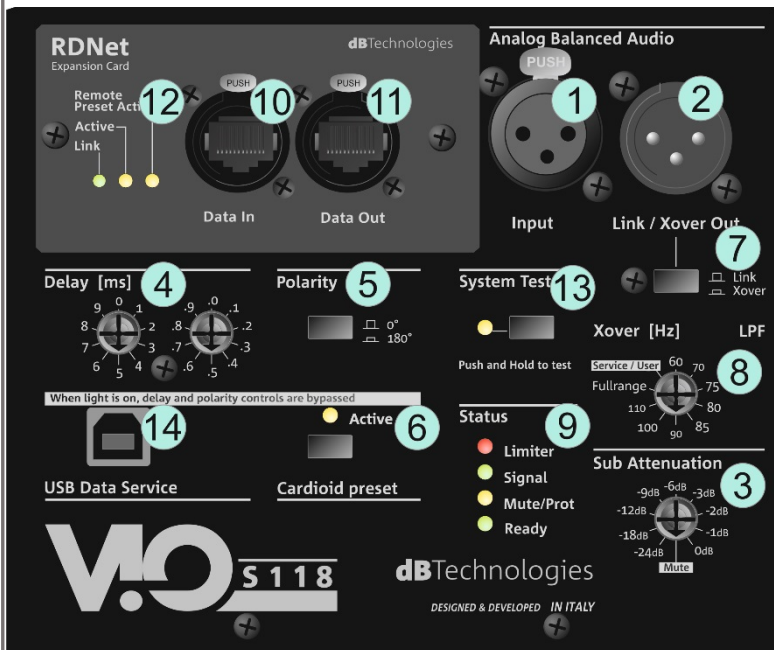 RDNet
Expansion Card
dBTechnologies
Remote
Preset Acti
Active
Link
12
PUSH
10
PUSH
11
Data In
Data Out
Analog Balanced Audio
PUSH
1
2
Input
Link / Xover Out
7
Link
Xover
Delay [ms]
4
0 1 2 3 4 5 6 7 8 9
.0 .1 .2 .3 .4 .5 .6 .7 .8 .9
Polarity
5
0°
180°
System Test
13
Push and Hold to test
Xover [Hz]
LPF
8
Service / User
60
70
75
80
85
90
100
110
Fullrange
When light is on, delay and polarity controls are bypassed
14
USB Data Service
Active
6
Cardioid preset
Status
9
Limiter
Signal
Mute/Prot
Ready
Sub Attenuation
3
-6dB
-3dB
-2dB
-1dB
0dB
Mute
-24dB
-18dB
-12dB
-9dB
VIO
S118
dBTechnologies
DESIGNED & DEVELOPED IN ITALY